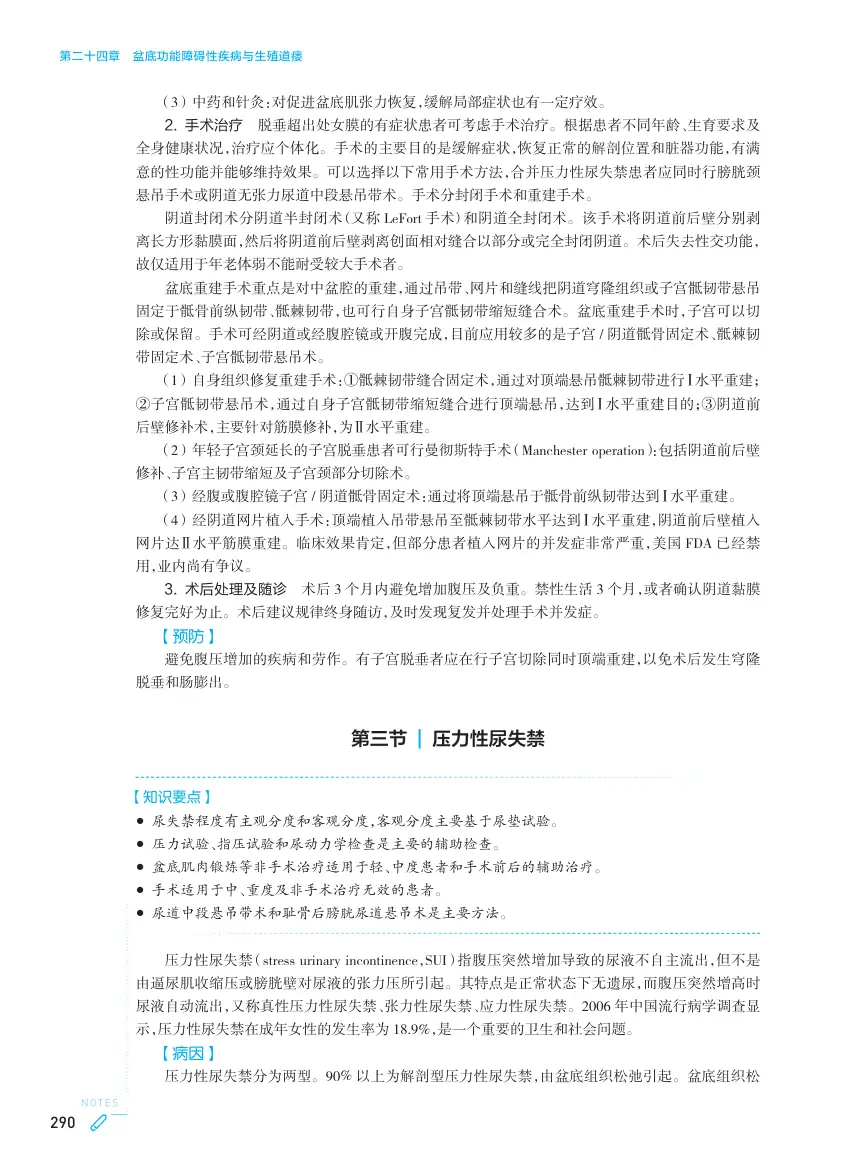 第二十四章　盆底功能障碍性疾病与生殖道瘘
（3）中药和针灸：对促进盆底肌张力恢复，缓解局部症状也有一定疗效。
2. 手术治疗　脱垂超出处女膜的有症状患者可考虑手术治疗。根据患者不同年龄、生育要求及
全身健康状况，治疗应个体化。手术的主要目的是缓解症状，恢复正常的解剖位置和脏器功能，有满
意的性功能并能够维持效果。可以选择以下常用手术方法，合并压力性尿失禁患者应同时行膀胱颈
悬吊手术或阴道无张力尿道中段悬吊带术。手术分封闭手术和重建手术。
阴道封闭术分阴道半封闭术（又称 LeFort 手术）和阴道全封闭术。该手术将阴道前后壁分别剥
离长方形黏膜面，然后将阴道前后壁剥离创面相对缝合以部分或完全封闭阴道。术后失去性交功能，
故仅适用于年老体弱不能耐受较大手术者。
盆底重建手术重点是对中盆腔的重建，通过吊带、网片和缝线把阴道穹隆组织或子宫骶韧带悬吊
固定于骶骨前纵韧带、骶棘韧带，也可行自身子宫骶韧带缩短缝合术。盆底重建手术时，子宫可以切
除或保留。手术可经阴道或经腹腔镜或开腹完成，目前应用较多的是子宫 / 阴道骶骨固定术、骶棘韧
带固定术、子宫骶韧带悬吊术。
（1）自身组织修复重建手术：①骶棘韧带缝合固定术，通过对顶端悬吊骶棘韧带进行Ⅰ水平重建；
②子宫骶韧带悬吊术，通过自身子宫骶韧带缩短缝合进行顶端悬吊，达到Ⅰ水平重建目的；③阴道前
后壁修补术，主要针对筋膜修补，为Ⅱ水平重建。
（2）年轻子宫颈延长的子宫脱垂患者可行曼彻斯特手术（Manchester operation）：包括阴道前后壁
修补、子宫主韧带缩短及子宫颈部分切除术。
（3）经腹或腹腔镜子宫 / 阴道骶骨固定术：通过将顶端悬吊于骶骨前纵韧带达到Ⅰ水平重建。
（4）经阴道网片植入手术：顶端植入吊带悬吊至骶棘韧带水平达到Ⅰ水平重建，阴道前后壁植入
网片达Ⅱ水平筋膜重建。临床效果肯定，但部分患者植入网片的并发症非常严重，美国 FDA 已经禁
用，业内尚有争议。
3. 术后处理及随诊　术后 3 个月内避免增加腹压及负重。禁性生活 3 个月，或者确认阴道黏膜
修复完好为止。术后建议规律终身随访，及时发现复发并处理手术并发症。
【预防】
避免腹压增加的疾病和劳作。有子宫脱垂者应在行子宫切除同时顶端重建，以免术后发生穹隆
脱垂和肠膨出。
第三节 | 压力性尿失禁
【知识要点】
● 尿失禁程度有主观分度和客观分度，客观分度主要基于尿垫试验。
● 压力试验、指压试验和尿动力学检查是主要的辅助检查。
● 盆底肌肉锻炼等非手术治疗适用于轻、中度患者和手术前后的辅助治疗。
● 手术适用于中、重度及非手术治疗无效的患者。
● 尿道中段悬吊带术和耻骨后膀胱尿道悬吊术是主要方法。
压力性尿失禁（stress urinary incontinence，SUI）指腹压突然增加导致的尿液不自主流出，但不是
由逼尿肌收缩压或膀胱壁对尿液的张力压所引起。其特点是正常状态下无遗尿，而腹压突然增高时
尿液自动流出，又称真性压力性尿失禁、张力性尿失禁、应力性尿失禁。2006 年中国流行病学调查显
示，压力性尿失禁在成年女性的发生率为 18.9%，是一个重要的卫生和社会问题。
【病因】
压力性尿失禁分为两型。90% 以上为解剖型压力性尿失禁，由盆底组织松弛引起。盆底组织松
NOTES
290